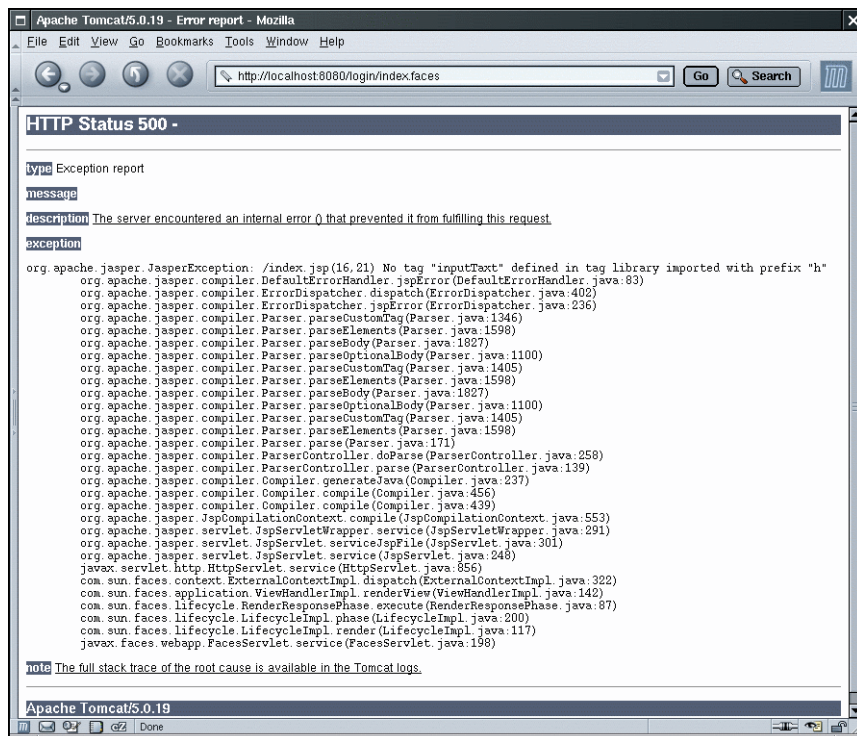 Apache Tomcat/5.0.19 - Error report - Mozilla
File Edit View Go Bookmarks Tools Window Help
http://localhost:8080/login/index.faces Go Search
HTTP Status 500 -
type Exception report
message
description The server encountered an internal error () that prevented it from fulfilling this request.
exception
org.apache.jasper.JasperException: /index.jsp(16,21) No tag "inputTaxt" defined in tag library imported with prefix "h"
org.apache.jasper.compiler.DefaultErrorHandler.jspError(DefaultErrorHandler.java:83)
org.apache.jasper.compiler.ErrorDispatcher.dispatch(ErrorDispatcher.java:402)
org.apache.jasper.compiler.ErrorDispatcher.jspError(ErrorDispatcher.java:236)
org.apache.jasper.compiler.Parser.parseCustomTag(Parser.java:1346)
org.apache.jasper.compiler.Parser.parseElements(Parser.java:1598)
org.apache.jasper.compiler.Parser.parseBody(Parser.java:1827)
org.apache.jasper.compiler.Parser.parseOptionalBody(Parser.java:1100)
org.apache.jasper.compiler.Parser.parseCustomTag(Parser.java:1405)
org.apache.jasper.compiler.Parser.parseElements(Parser.java:1598)
org.apache.jasper.compiler.Parser.parseBody(Parser.java:1827)
org.apache.jasper.compiler.Parser.parseOptionalBody(Parser.java:1100)
org.apache.jasper.compiler.Parser.parseCustomTag(Parser.java:1405)
org.apache.jasper.compiler.Parser.parseElements(Parser.java:1598)
org.apache.jasper.compiler.Parser.parse(Parser.java:171)
org.apache.jasper.compiler.ParserController.doParse(ParserController.java:258)
org.apache.jasper.compiler.ParserController.parse(ParserController.java:139)
org.apache.jasper.compiler.Compiler.generateJava(Compiler.java:237)
org.apache.jasper.compiler.Compiler.compile(Compiler.java:456)
org.apache.jasper.compiler.Compiler.compile(Compiler.java:439)
org.apache.jasper.JspCompilationContext.compile(JspCompilationContext.java:553)
org.apache.jasper.servlet.JspServletWrapper.service(JspServletWrapper.java:291)
org.apache.jasper.servlet.JspServlet.serviceJspFile(JspServlet.java:301)
org.apache.jasper.servlet.JspServlet.service(JspServlet.java:248)
javax.servlet.http.HttpServlet.service(HttpServlet.java:856)
com.sun.faces.context.ExternalContextImpl.dispatch(ExternalContextImpl.java:322)
com.sun.faces.application.ViewHandlerImpl.renderView(ViewHandlerImpl.java:142)
com.sun.faces.lifecycle.RenderResponsePhase.execute(RenderResponsePhase.java:87)
com.sun.faces.lifecycle.LifecycleImpl.phase(LifecycleImpl.java:200)
com.sun.faces.lifecycle.LifecycleImpl.render(LifecycleImpl.java:117)
javax.faces.webapp.FacesServlet.service(FacesServlet.java:198)
note The full stack trace of the root cause is available in the Tomcat logs.
Apache Tomcat/5.0.19
Done